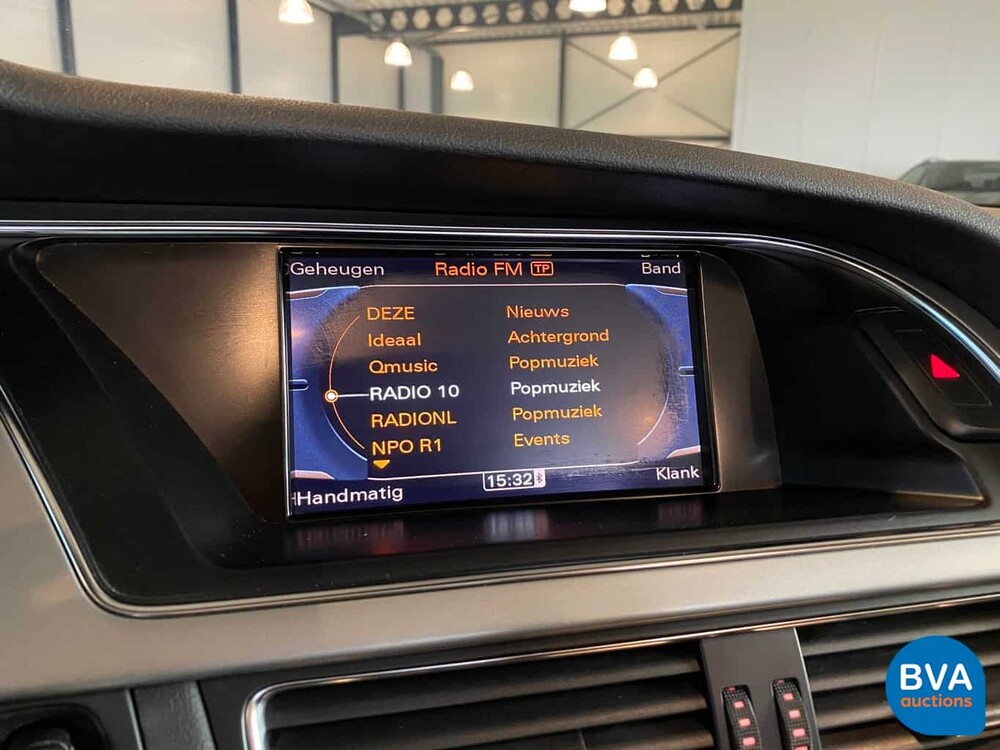 Geheugen Radio FM TP Band
DEZE Nieuws
Ideaal Achtergrond
Qmusic Popmuziek
RADIO 10 Popmuziek
RADIONL Popmuziek
NPO R1 Events
Handmatig 15:32 Klank
BVA
auctions